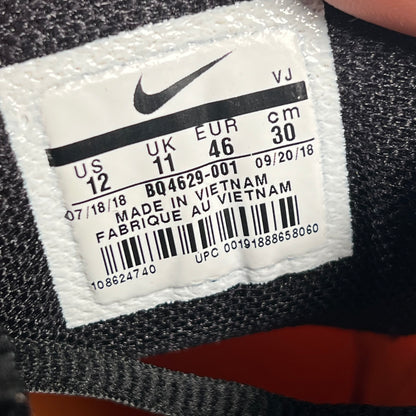 VJ
US UK EUR cm
12 11 46 30
07/18/18 BQ4629-001 09/20/18
MADE IN VIETNAM
FABRIQUE AU VIETNAM
108624740 UPC 00191888658060